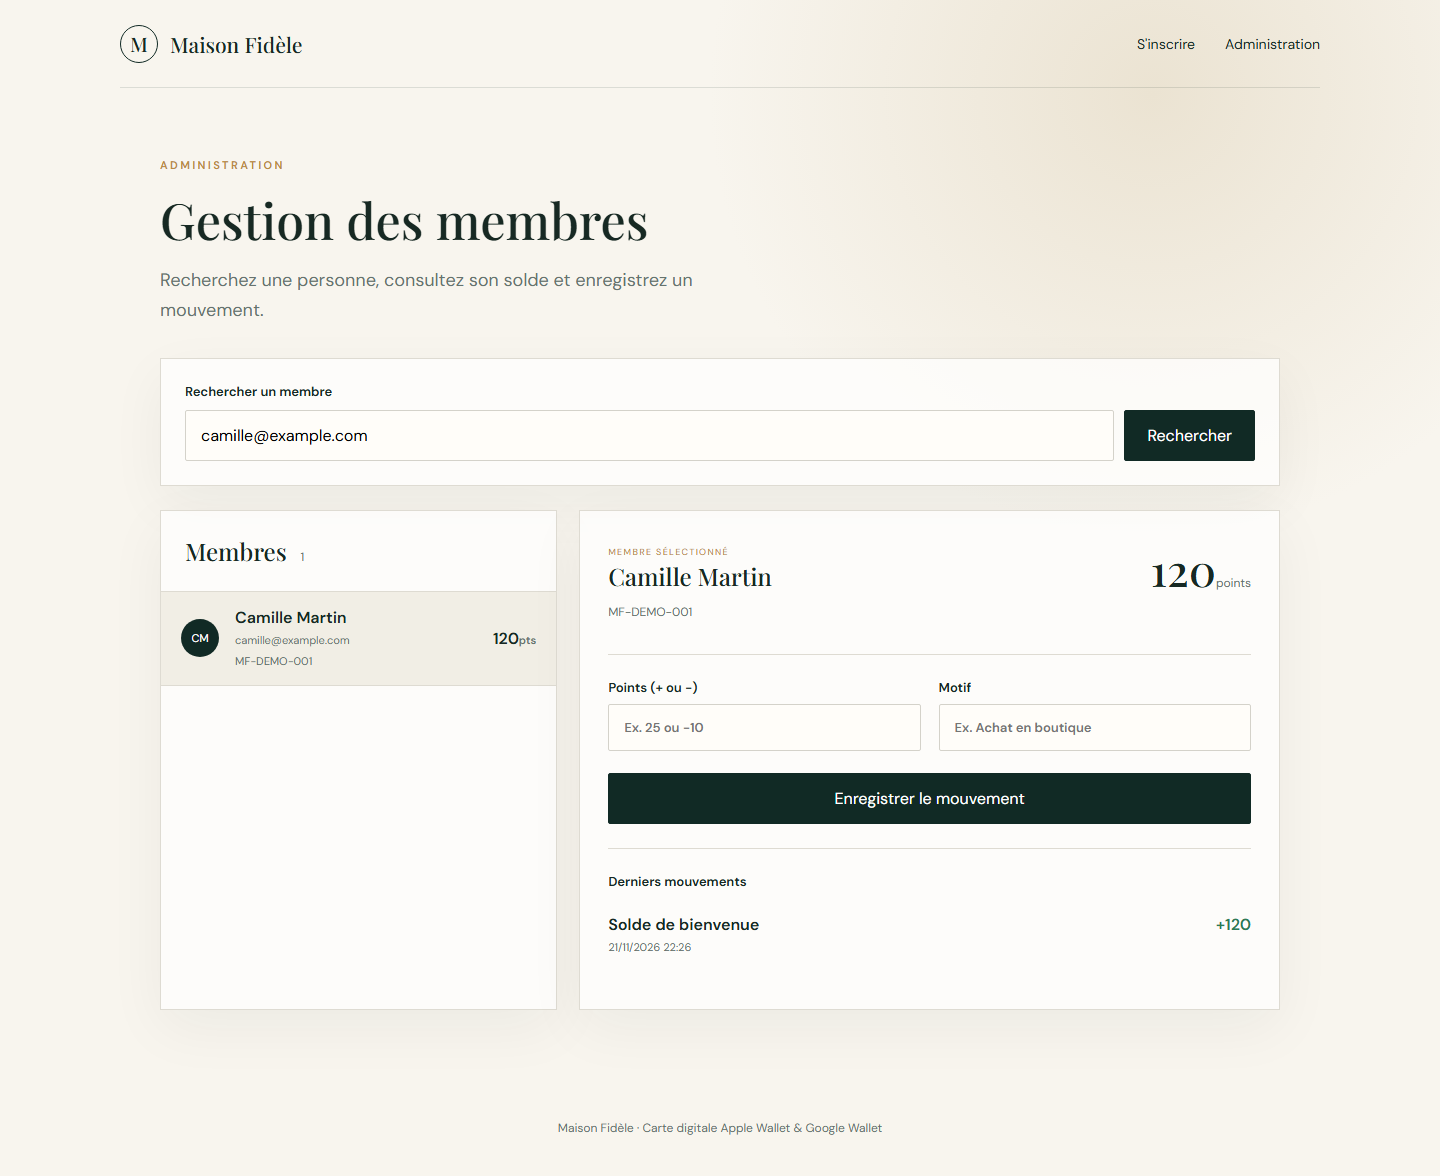 M Maison Fidèle
S'inscrire Administration
ADMINISTRATION
Gestion des membres
Recherchez une personne, consultez son solde et enregistrez un
mouvement.
Rechercher un membre
camille@example.com
Rechercher
Membres 1
CM
Camille Martin
camille@example.com
MF-DEMO-001
120pts
MEMBRE SÉLECTIONNÉ
Camille Martin
MF-DEMO-001
120 points
Points (+ ou -)
Ex. 25 ou -10
Motif
Ex. Achat en boutique
Enregistrer le mouvement
Derniers mouvements
Solde de bienvenue
21/11/2026 22:26
+120
Maison Fidèle · Carte digitale Apple Wallet & Google Wallet